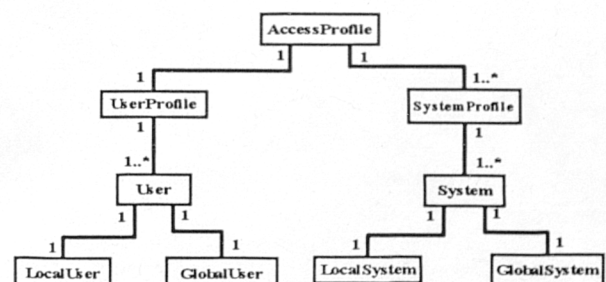 AccessProfile
1 1
1 1..*
UserProfile SystemProfile
1 1
1..* 1..*
User System
1 1 1 1
1 1 1 1
LocalUser GlobalUser LocalSystem GlobalSystem